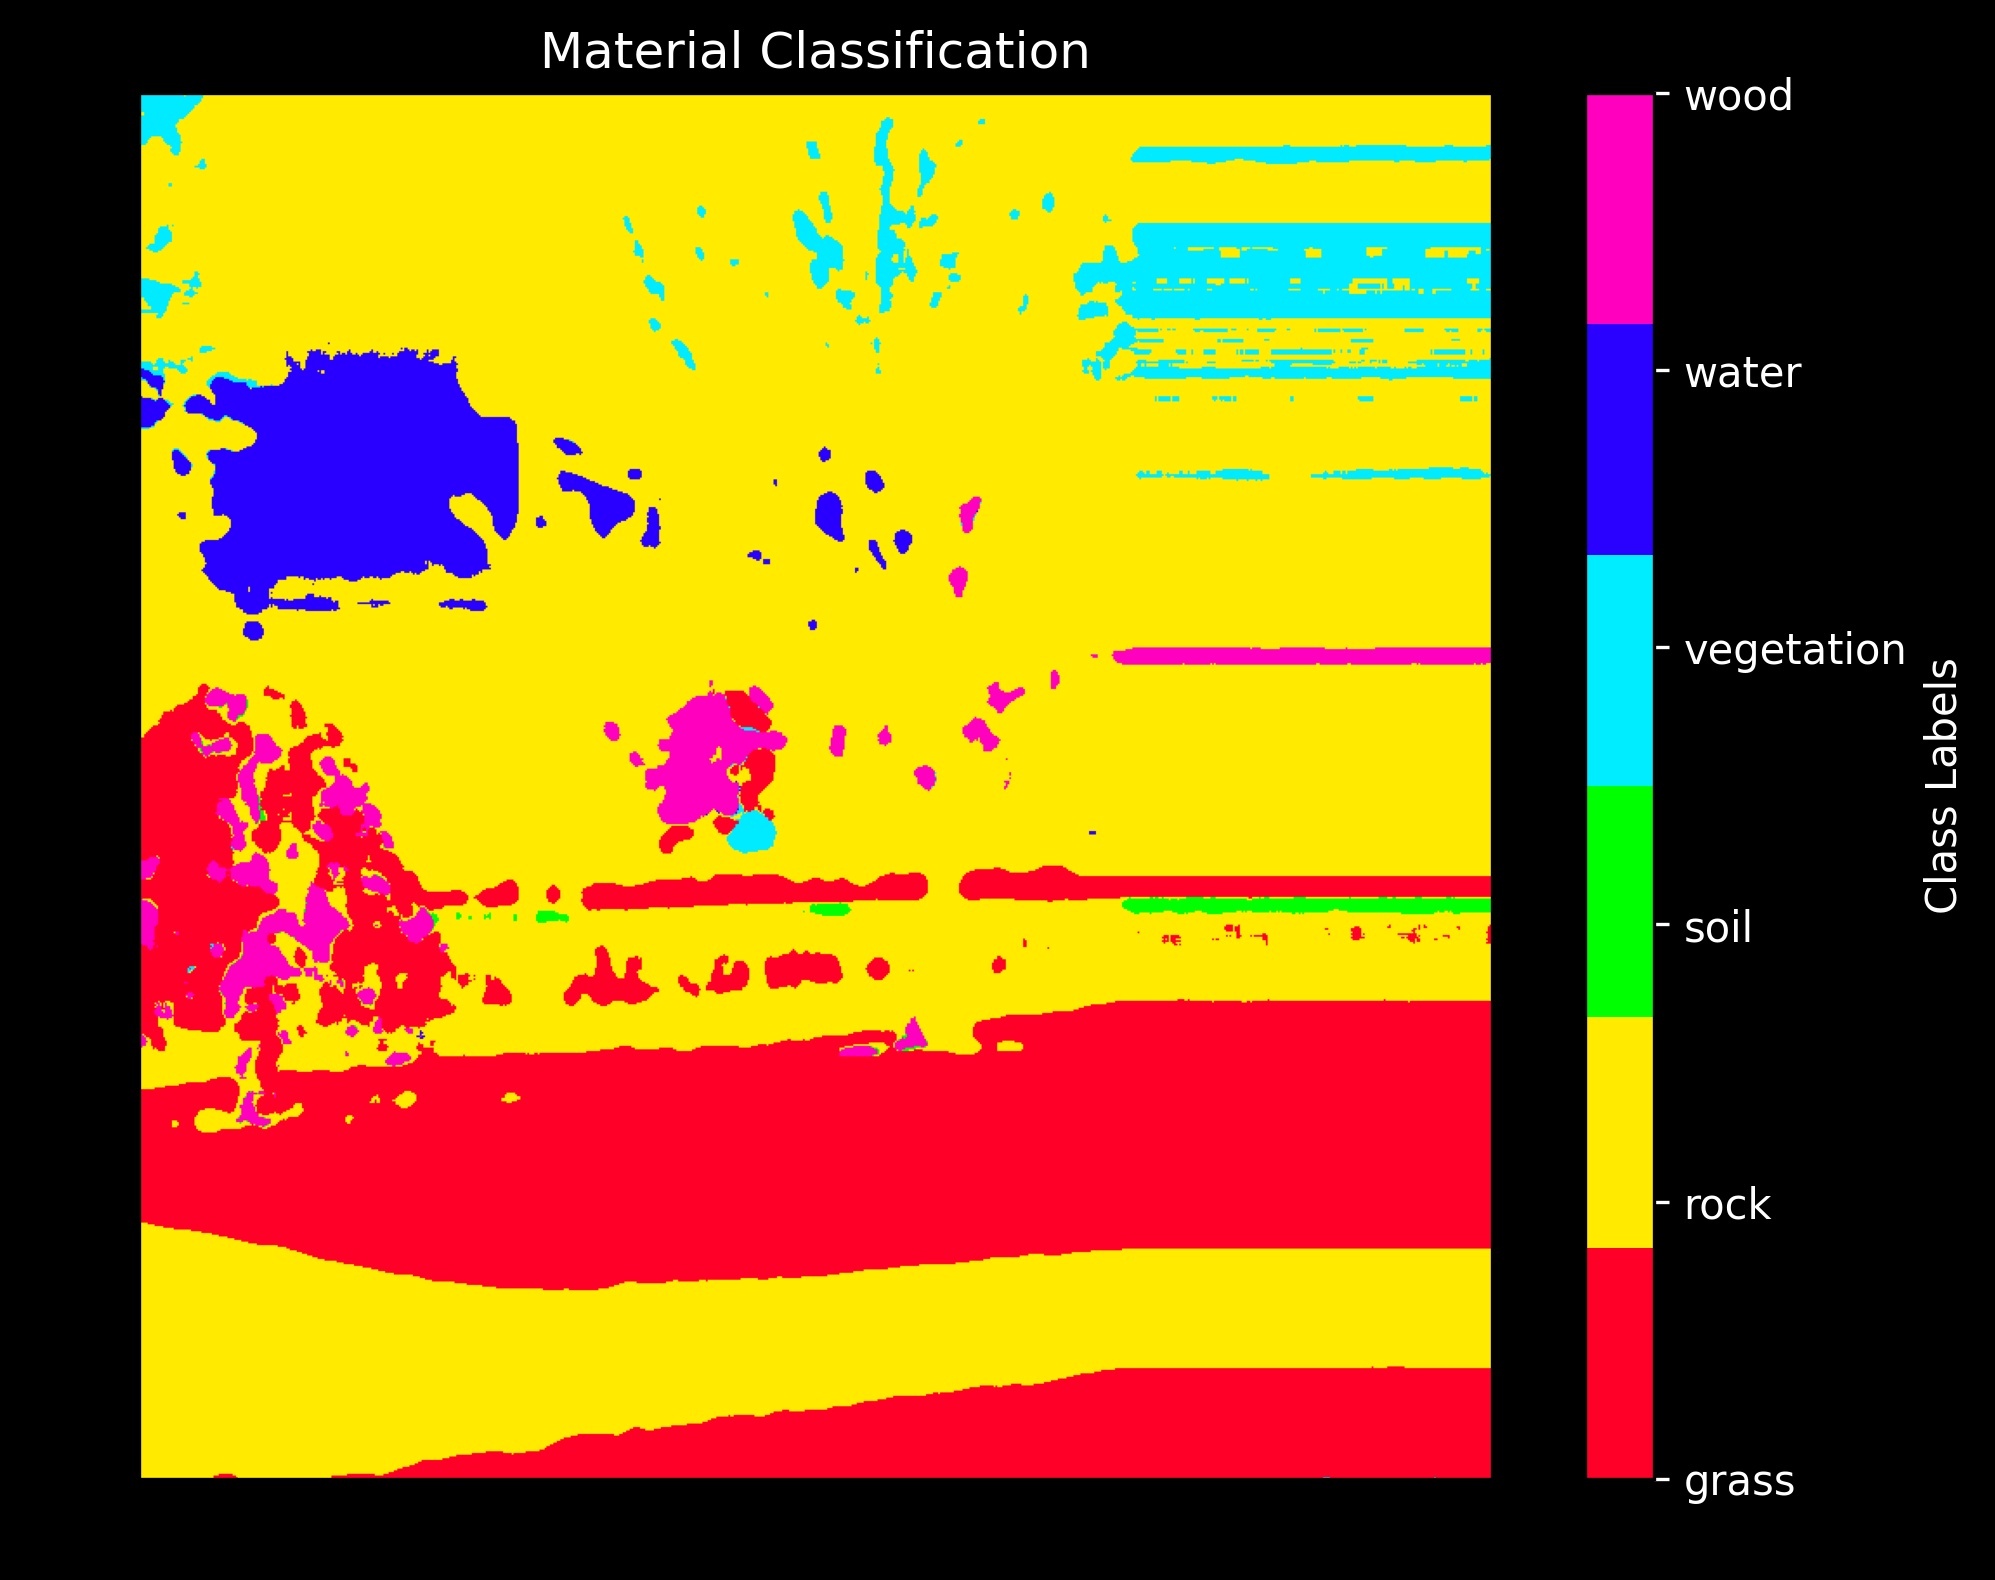 Material Classification
wood
water
vegetation
soil
rock
grass
Class Labels